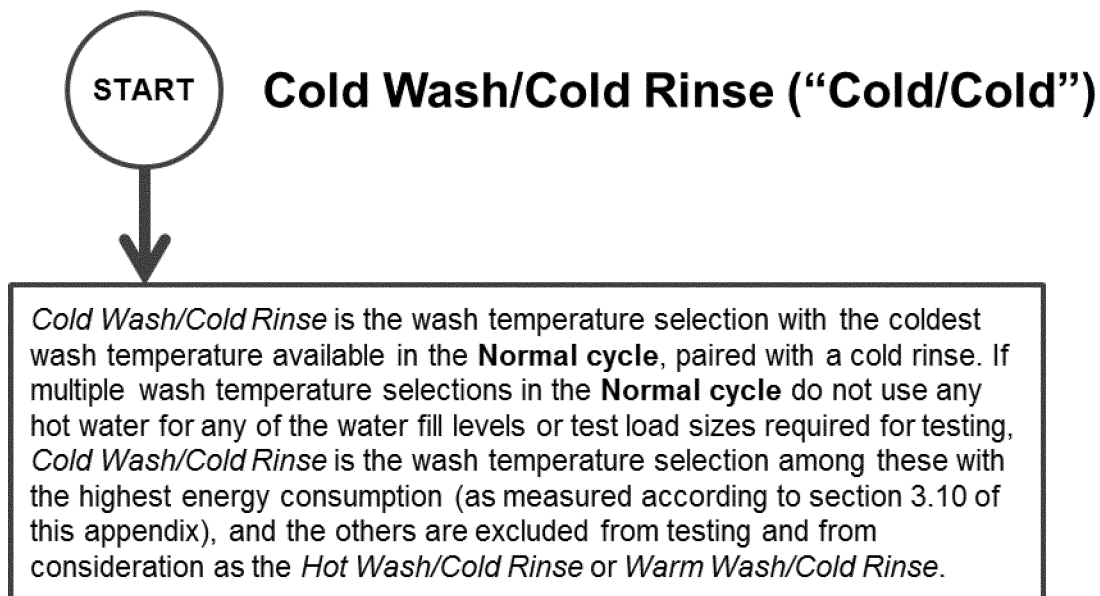 START
Cold Wash/Cold Rinse (“Cold/Cold”)
Cold Wash/Cold Rinse is the wash temperature selection with the coldest
wash temperature available in the Normal cycle, paired with a cold rinse. If
multiple wash temperature selections in the Normal cycle do not use any
hot water for any of the water fill levels or test load sizes required for testing,
Cold Wash/Cold Rinse is the wash temperature selection among these with
the highest energy consumption (as measured according to section 3.10 of
this appendix), and the others are excluded from testing and from
consideration as the Hot Wash/Cold Rinse or Warm Wash/Cold Rinse.